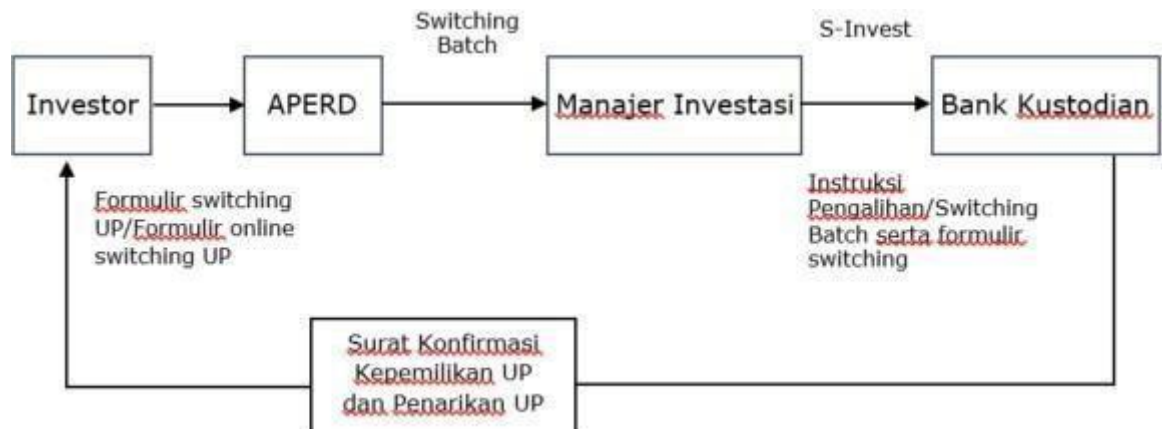 Switching
Batch
S-Invest
Investor
APERD
Manajer Investasi
Bank Kustodian
Formulir switching
UP/Formulir online
switching UP
Instruksi
Pengalihan/Switching
Batch serta formulir
switching
Surat Konfirmasi
Kepemilikan UP
dan Penarikan UP